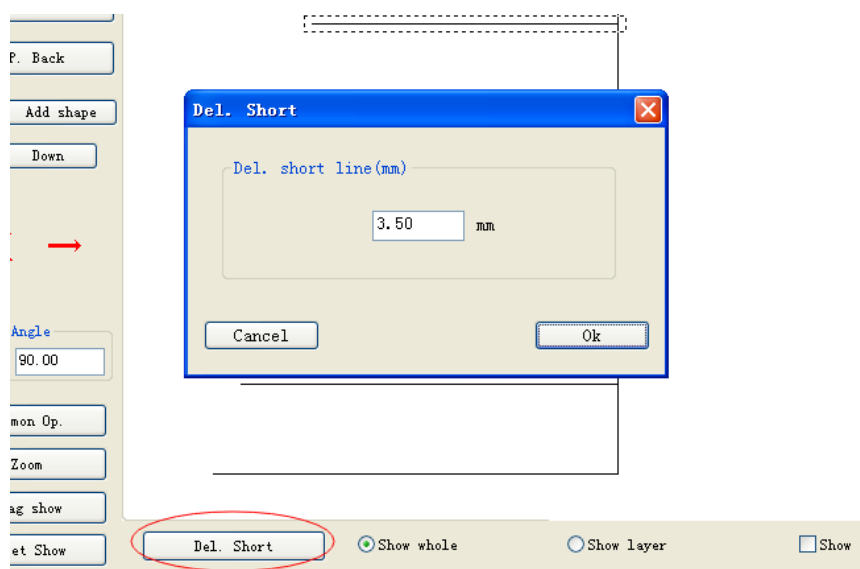 P. Back
Add shape
Down
Del. Short
Del. short line(mm)
3.50 mm
Cancel
Ok
Angle
90.00
mon Op.
Zoom
ag show
et Show
Del. Short
Show whole
Show layer
Show